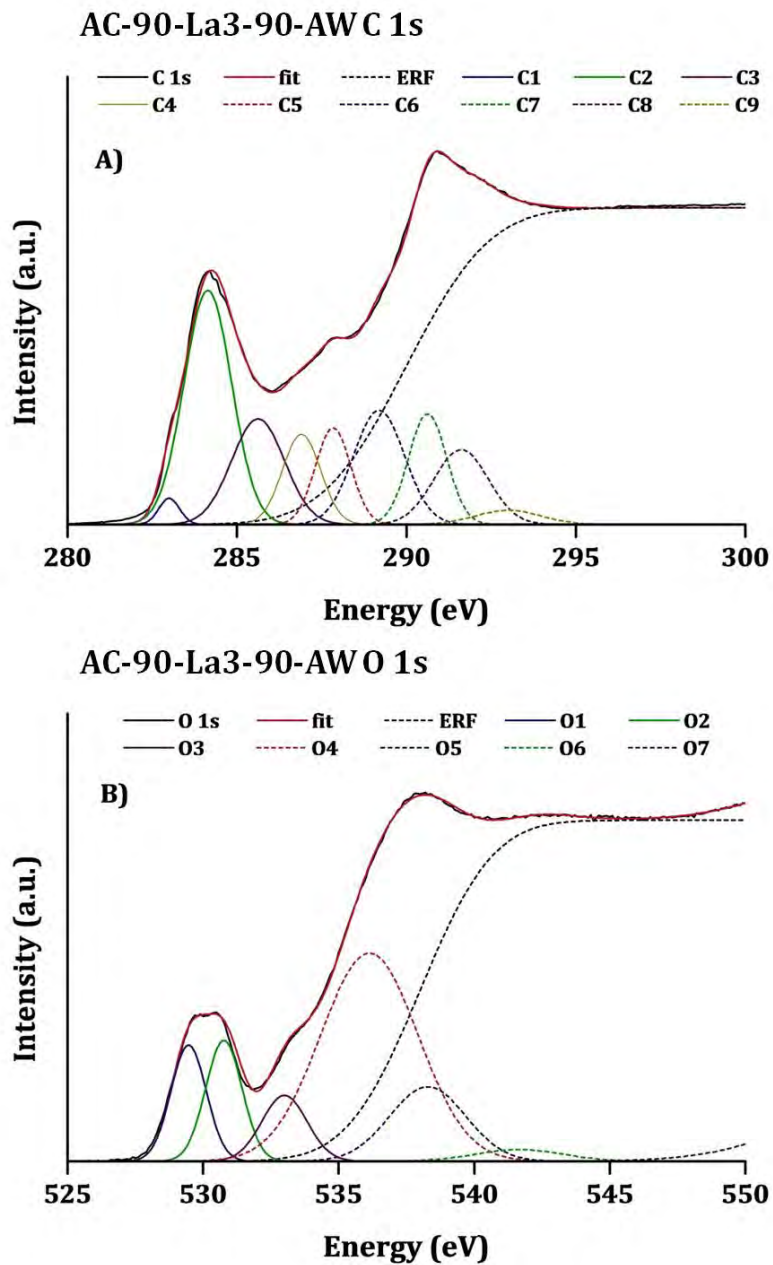 AC-90-La3-90-AW C 1s
C 1s fit ERF C1 C2 C3
C4 C5 C6 C7 C8 C9
A)
Intensity (a.u.)
280 285 290 295 300
Energy (eV)
AC-90-La3-90-AW O 1s
O 1s fit ERF O1 O2
O3 O4 O5 O6 O7
B)
Intensity (a.u.)
525 530 535 540 545 550
Energy (eV)